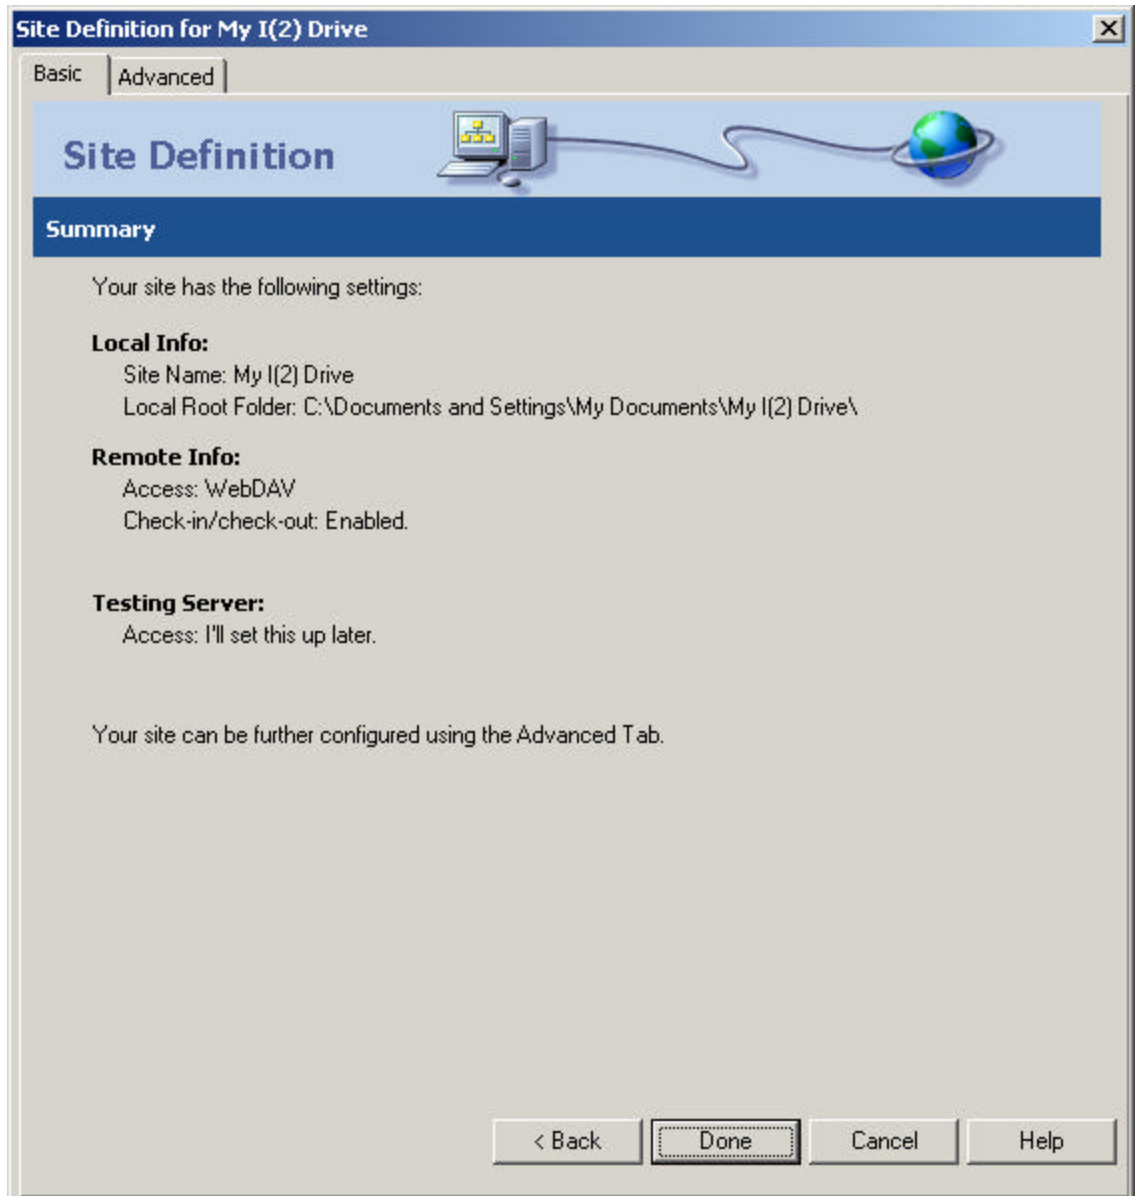 Site Definition for My I(2) Drive
Basic
Advanced
Site Definition
Summary
Your site has the following settings:
Local Info:
Site Name: My I(2) Drive
Local Root Folder: C:\Documents and Settings\My Documents\My I(2) Drive\
Remote Info:
Access: WebDAV
Check-in/check-out: Enabled.
Testing Server:
Access: I'll set this up later.
Your site can be further configured using the Advanced Tab.
< Back
Done
Cancel
Help